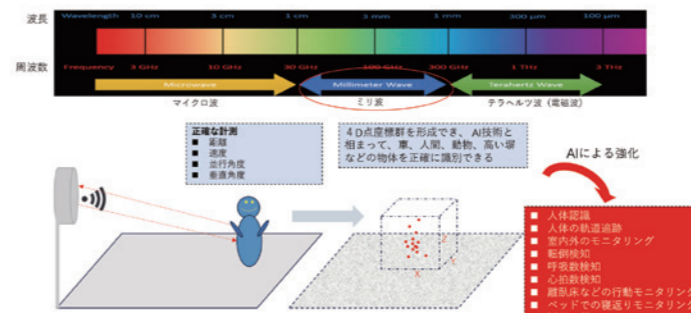 波長
Wavelength 10 cm 3 cm 1 cm 3 mm 1 mm 300 μm 100 μm
周波数
Frequency 3 GHz 10 GHz 30 GHz 100 GHz 300 GHz 1 THz 3 THz
Microwave Millimeter Wave Terahertz Wave
マイクロ波 ミリ波 テラヘルツ波(電磁波)
正確な計測
■ 距離
■ 速度
■ 並行角度
■ 垂直角度
4D点座標群を形成でき、AI技術と
相まって、車、人間、動物、高い塀
などの物体を正確に識別できる
AIによる強化
■ 人体認識
■ 人体の軌道追跡
■ 室内外のモニタリング
■ 転倒検知
■ 呼吸数検知
■ 心拍数検知
■ 離臥床などの行動モニタリング
■ ベッドでの寝返りモニタリング